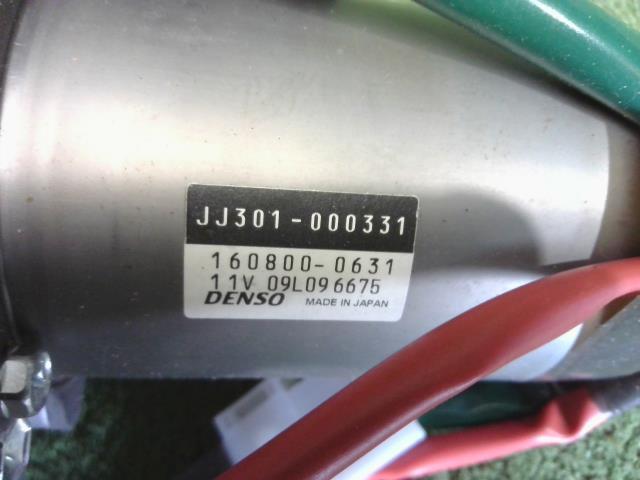 JJ301-000331
160800-0631
11V 09L096675
DENSO MADE IN JAPAN